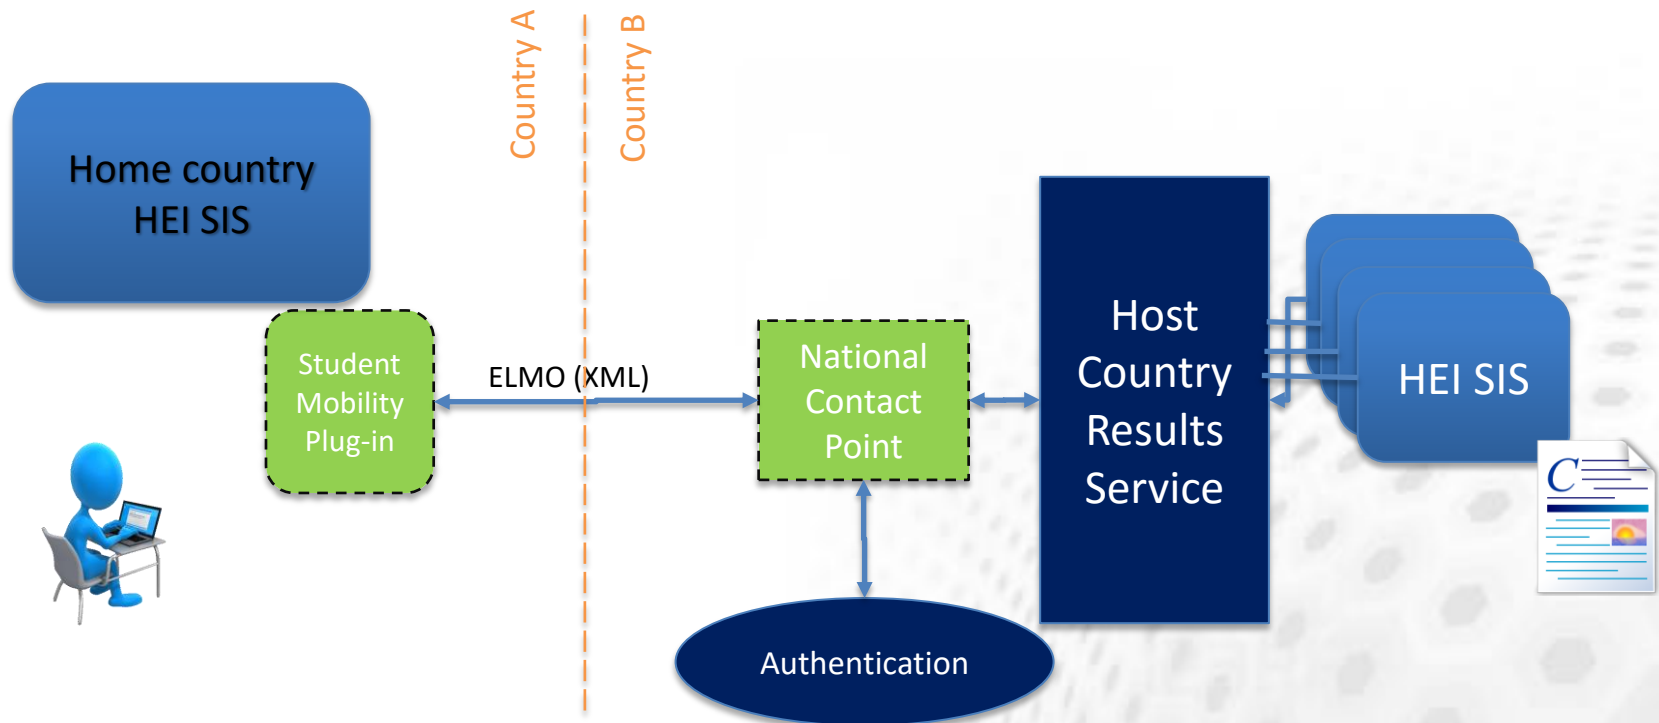 Country A
Country B
Home country
HEI SIS
Student
Mobility
Plug-in
ELMO (XML)
National
Contact
Point
Host
Country
Results
Service
HEI SIS
C
Authentication